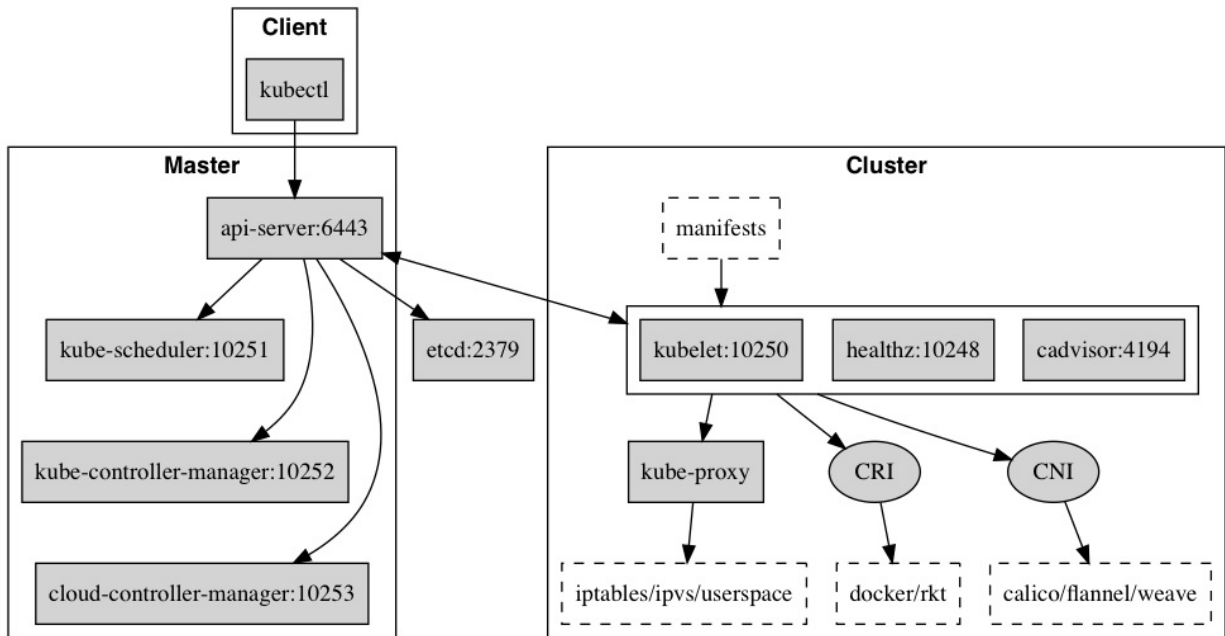 Client
kubectl
Master
api-server:6443
kube-scheduler:10251
etcd:2379
kube-controller-manager:10252
cloud-controller-manager:10253
Cluster
manifests
kubelet:10250
healthz:10248
cadvisor:4194
kube-proxy
CRI
CNI
iptables/ipvs/userspace
docker/rkt
calico/flannel/weave